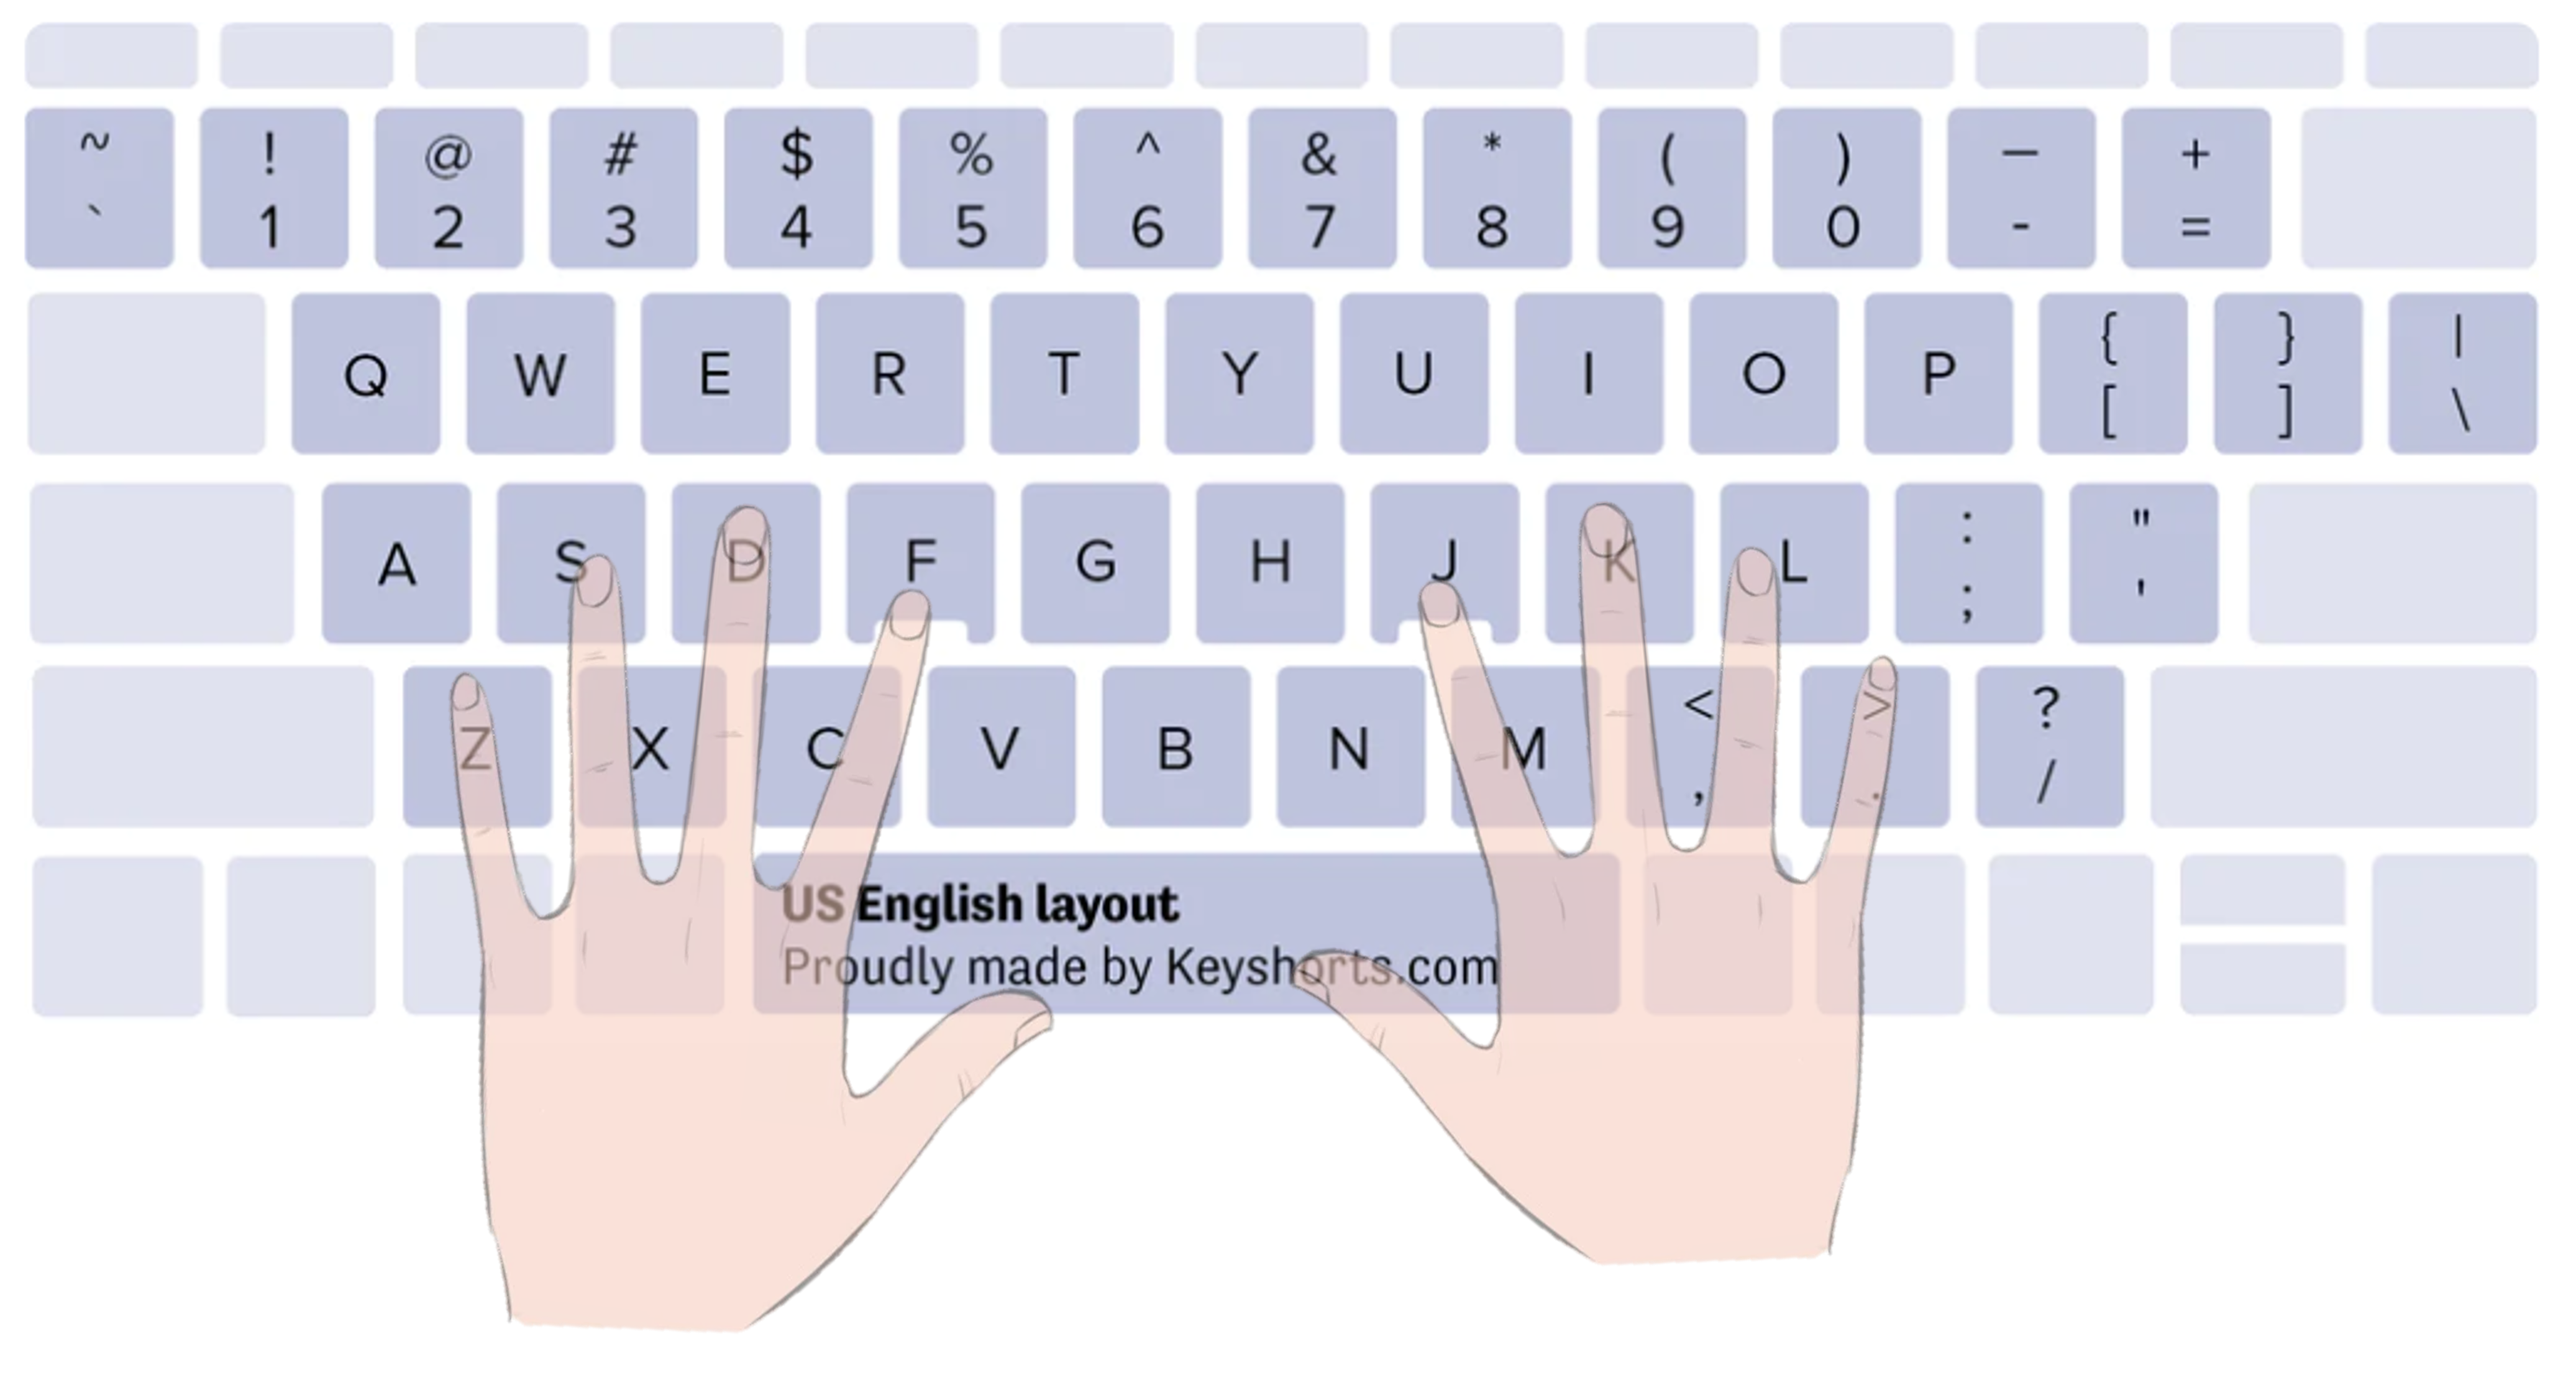 ~ ! @ # $ % ^ & * ( ) — +
` 1 2 3 4 5 6 7 8 9 0 - =
Q W E R T Y U I O P { } |
[ ] \
A S D F G H J K L : "
; '
Z X C V B N M < > ?
, . /
US English layout
Proudly made by Keyshorts.com